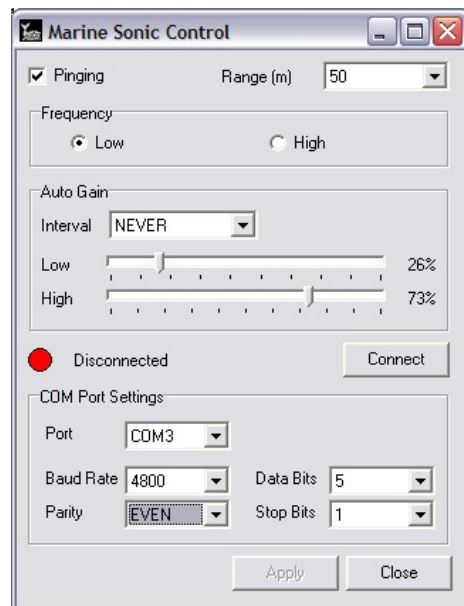 Marine Sonic Control
Pinging Range (m) 50
Frequency
Low High
Auto Gain
Interval NEVER
Low 26%
High 73%
Disconnected Connect
COM Port Settings
Port COM3
Baud Rate 4800 Data Bits 5
Parity EVEN Stop Bits 1
Apply Close